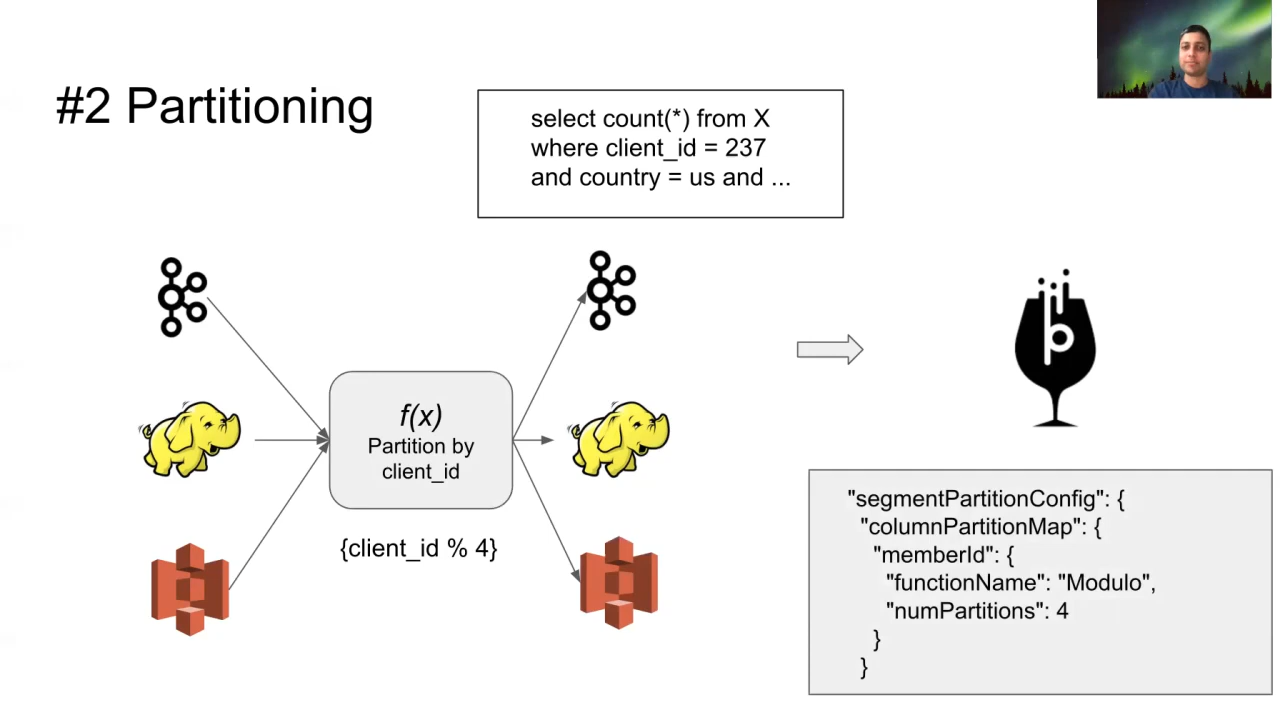 #2 Partitioning
select count(*) from X
where client_id = 237
and country = us and ...
f(x)
Partition by
client_id
{client_id % 4}
"segmentPartitionConfig": {
"columnPartitionMap": {
"memberId": {
"functionName": "Modulo",
"numPartitions": 4
}
}